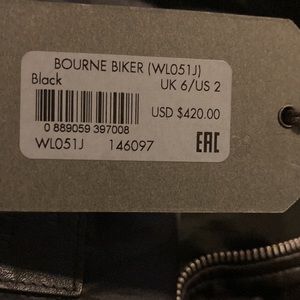 BOURNE BIKER (WL051J)
Black UK 6/US 2
USD $420.00
0 889059 397008
WL051J 146097 EAC